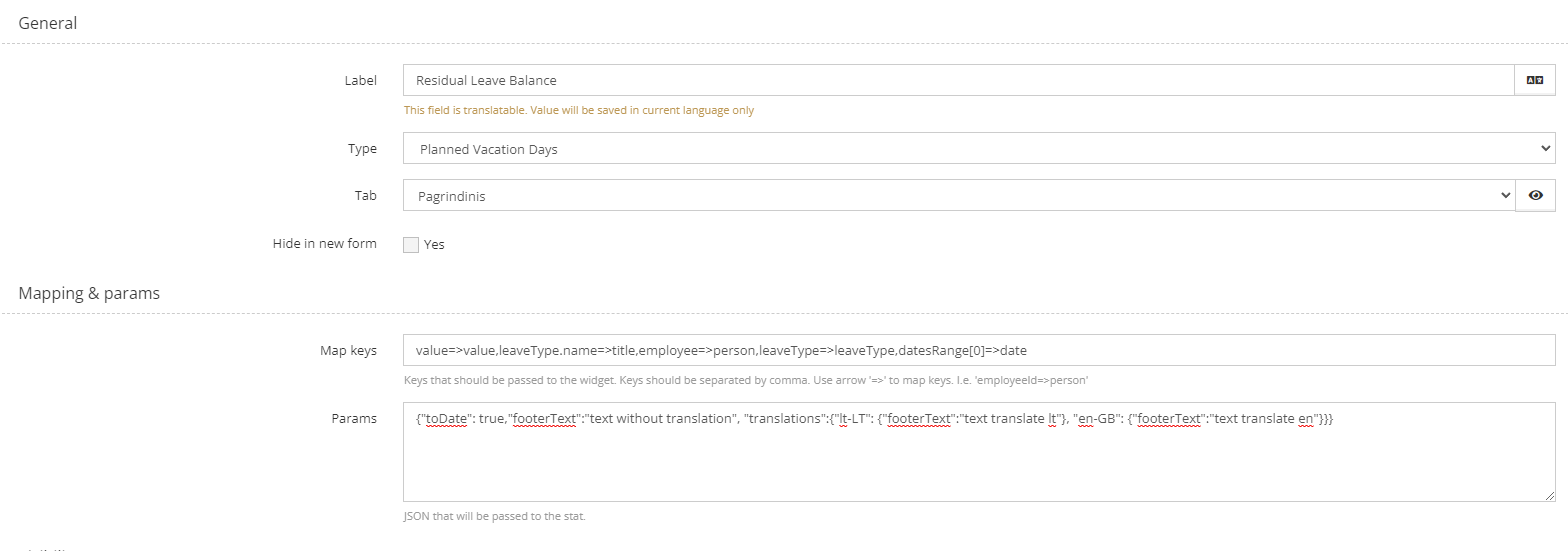 General
Label
Residual Leave Balance
This field is translatable. Value will be saved in current language only
Type
Planned Vacation Days
Tab
Pagrindinis
Hide in new form
Yes
Mapping & params
Map keys
value=>value,leaveType.name=>title,employee=>person,leaveType=>leaveType,datesRange[0]=>date
Keys that should be passed to the widget. Keys should be separated by comma. Use arrow '=>' to map keys. I.e. 'employeeId=>person'
Params
{"toDate": true,"footerText":"text without translation", "translations":{"lt-LT": {"footerText":"text translate lt"}, "en-GB": {"footerText":"text translate en"}}}
JSON that will be passed to the stat.